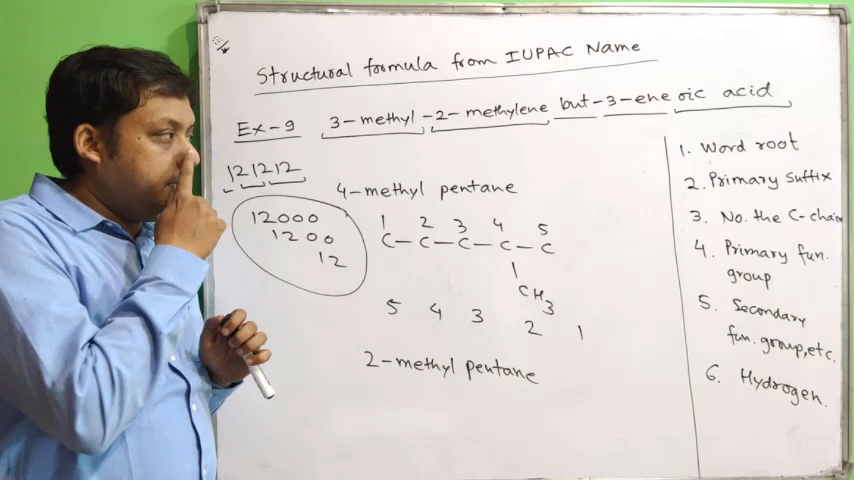 Structural formula from IUPAC Name
Ex-9 3-methyl-2-methylene but-3-ene oic acid
12 12 12
12000
1200
12
4-methyl pentane
1 2 3 4 5
C-C-C-C-C
CH3
5 4 3 2 1
2-methyl pentane
1. Word root
2. Primary suffix
3. No. the C-chain
4. Primary fun.
group
5. Secondary
fun. group, etc.
6. Hydrogen.